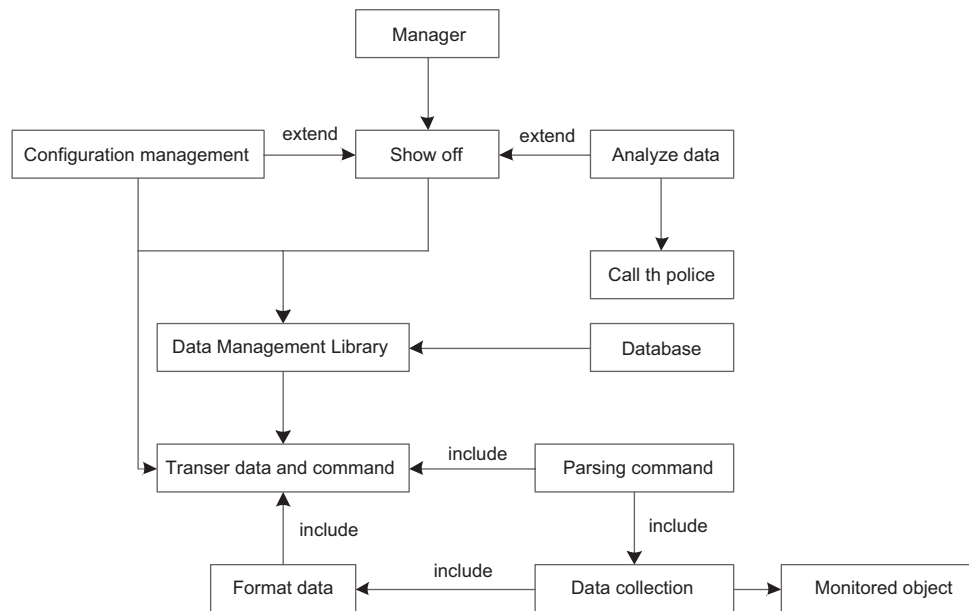 Manager
extend
extend
Configuration management
Show off
Analyze data
Call th police
Data Management Library
Database
include
Transer data and command
Parsing command
include
include
include
Format data
Data collection
Monitored object